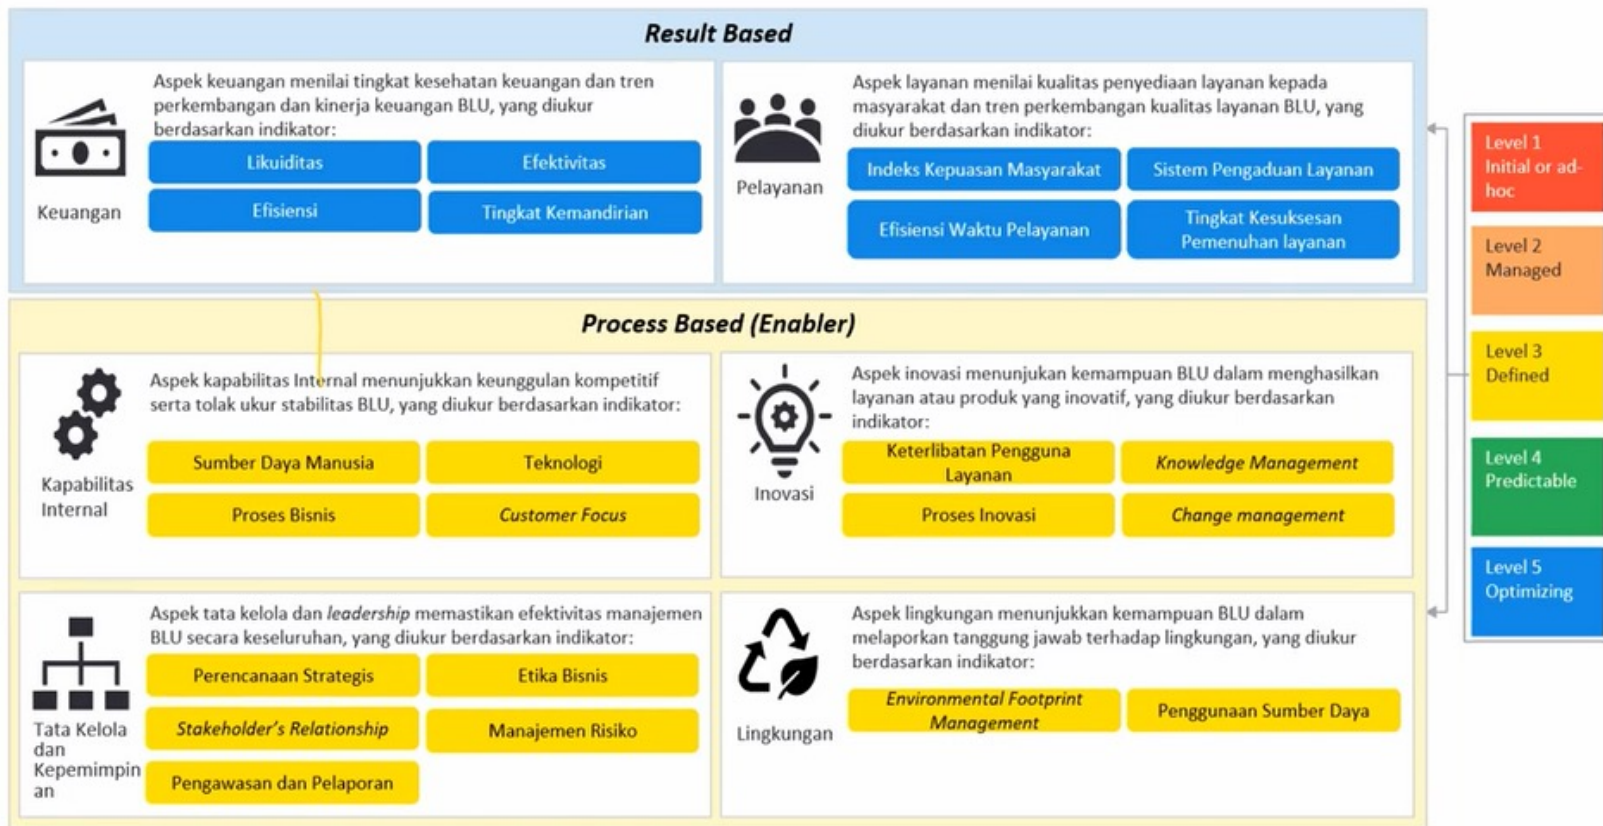 Result Based
Aspek keuangan menilai tingkat kesehatan keuangan dan tren
perkembangan dan kinerja keuangan BLU, yang diukur
berdasarkan indikator:
Keuangan
Likuiditas
Efektivitas
Efisiensi
Tingkat Kemandirian
Aspek layanan menilai kualitas penyediaan layanan kepada
masyarakat dan tren perkembangan kualitas layanan BLU, yang
diukur berdasarkan indikator:
Pelayanan
Indeks Kepuasan Masyarakat
Sistem Pengaduan Layanan
Efisiensi Waktu Pelayanan
Tingkat Kesuksesan
Pemenuhan layanan
Process Based (Enabler)
Aspek kapabilitas Internal menunjukkan keunggulan kompetitif
serta tolak ukur stabilitas BLU, yang diukur berdasarkan indikator:
Kapabilitas
Internal
Sumber Daya Manusia
Teknologi
Proses Bisnis
Customer Focus
Aspek inovasi menunjukan kemampuan BLU dalam menghasilkan
layanan atau produk yang inovatif, yang diukur berdasarkan
indikator:
Inovasi
Keterlibatan Pengguna
Layanan
Knowledge Management
Proses Inovasi
Change management
Aspek tata kelola dan leadership memastikan efektivitas manajemen
BLU secara keseluruhan, yang diukur berdasarkan indikator:
Tata Kelola
dan
Kepemimpin
an
Perencanaan Strategis
Etika Bisnis
Stakeholder's Relationship
Manajemen Risiko
Pengawasan dan Pelaporan
Aspek lingkungan menunjukkan kemampuan BLU dalam
melaporkan tanggung jawab terhadap lingkungan, yang diukur
berdasarkan indikator:
Lingkungan
Environmental Footprint
Management
Penggunaan Sumber Daya
Level 1
Initial or ad-
hoc
Level 2
Managed
Level 3
Defined
Level 4
Predictable
Level 5
Optimizing